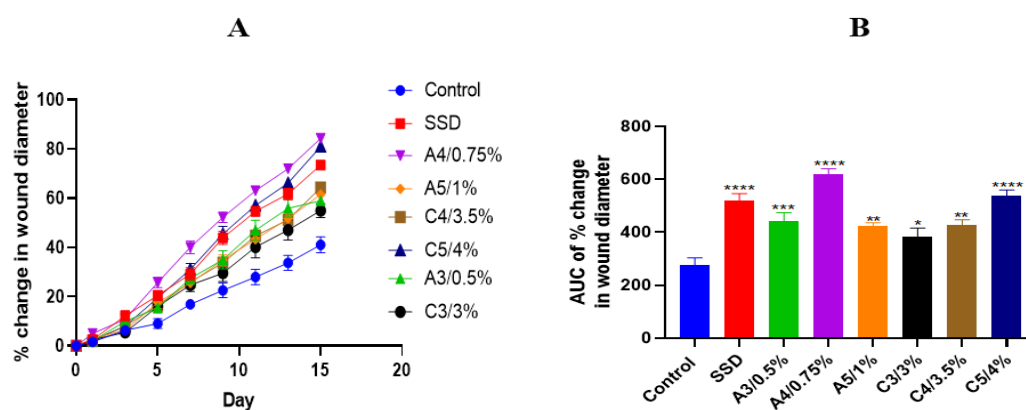 A
% change in wound diameter
100
80
60
40
20
0
0
5
10
15
20
Day
Control
SSD
A4/0.75%
A5/1%
C4/3.5%
C5/4%
A3/0.5%
C3/3%
B
AUC of % change
in wound diameter
800
600
400
200
0
****
***
****
**
*
**
****
Control
SSD
A3/0.5%
A4/0.75%
A5/1%
C3/3%
C4/3.5%
C5/4%